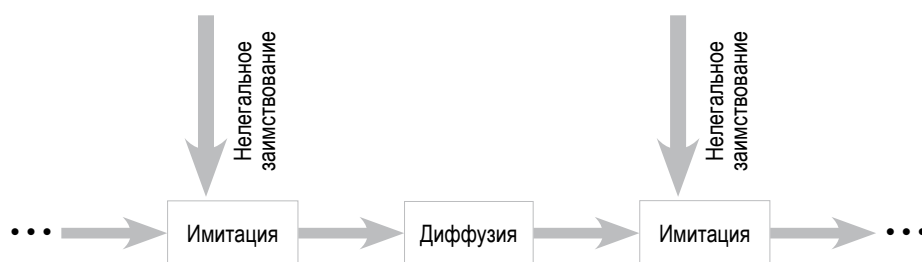 Нелегальное
заимствование
Нелегальное
заимствование
••• Имитация Диффузия Имитация •••